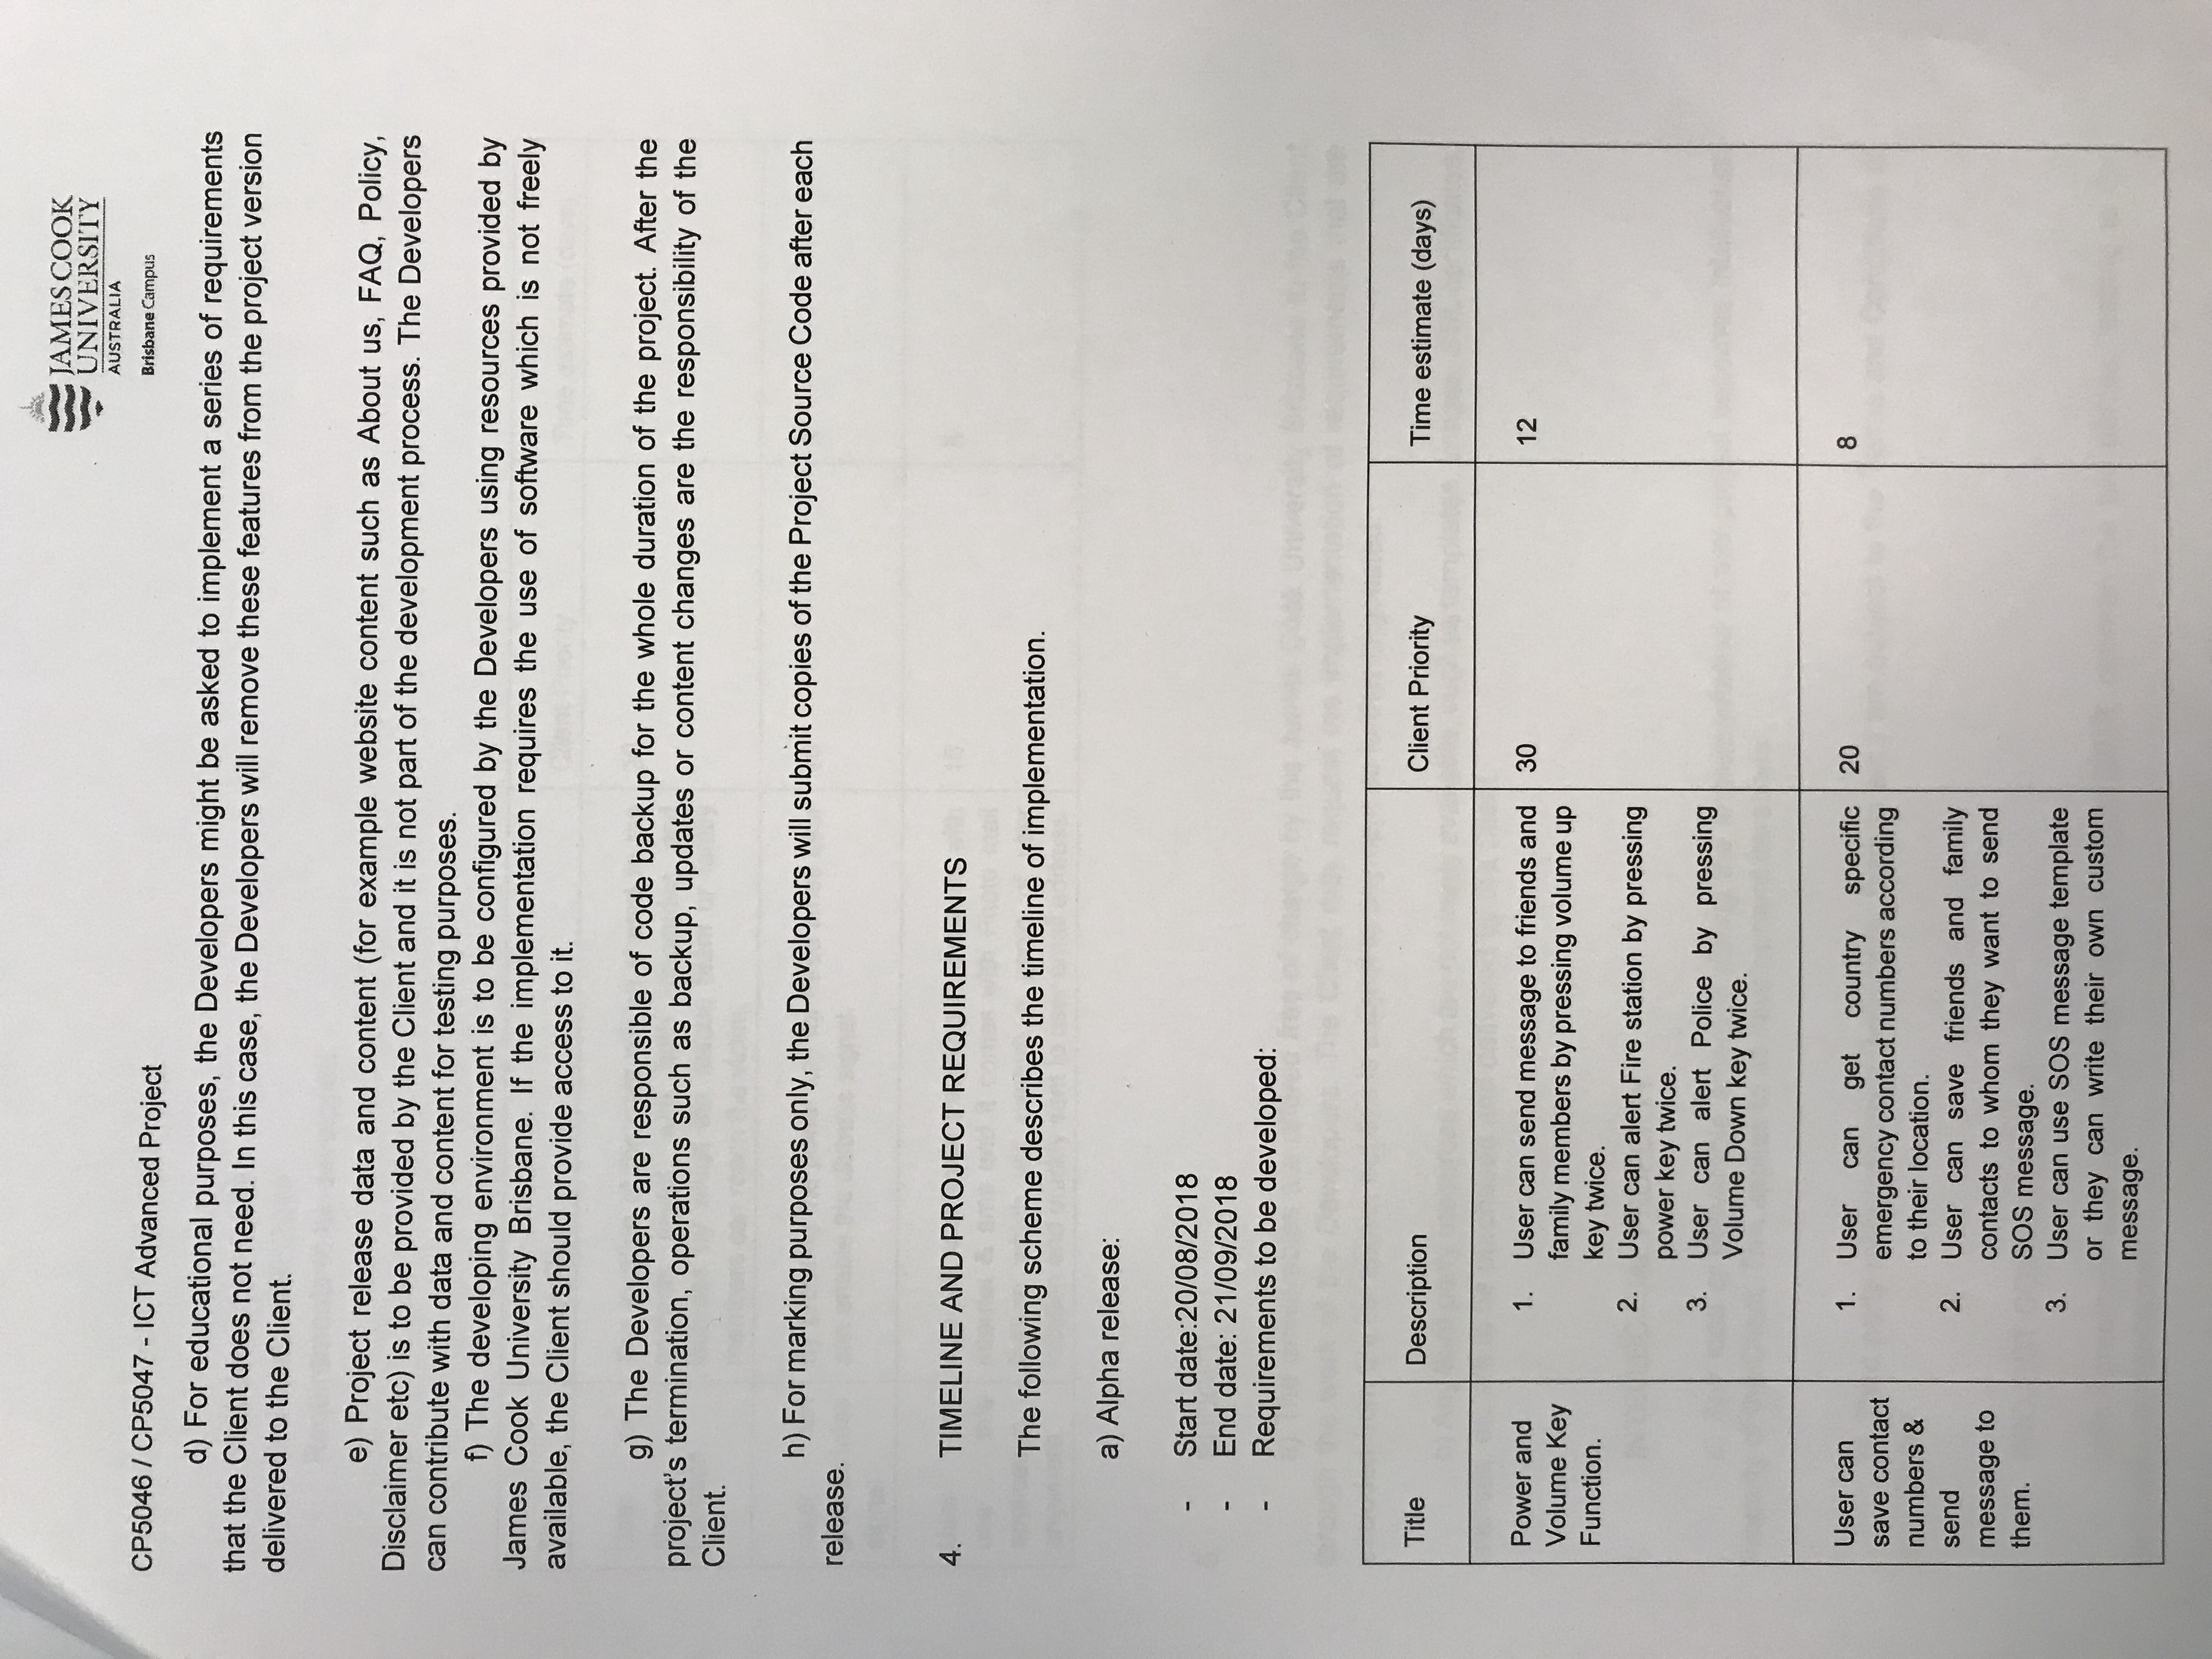 JAMES COOK
UNIVERSITY
AUSTRALIA
Brisbane Campus
CP5046 / CP5047 - ICT Advanced Project
d) For educational purposes, the Developers might be asked to implement a series of requirements
that the Client does not need. In this case, the Developers will remove these features from the project version
delivered to the Client.
e) Project release data and content (for example website content such as About us, FAQ, Policy,
Disclaimer etc) is to be provided by the Client and it is not part of the development process. The Developers
can contribute with data and content for testing purposes.
f) The developing environment is to be configured by the Developers using resources provided by
James Cook University Brisbane. If the implementation requires the use of software which is not freely
available, the Client should provide access to it.
g) The Developers are responsible of code backup for the whole duration of the project. After the
project's termination, operations such as backup, updates or content changes are the responsibility of the
Client.
h) For marking purposes only, the Developers will submit copies of the Project Source Code after each
release.
4. TIMELINE AND PROJECT REQUIREMENTS
The following scheme describes the timeline of implementation.
a) Alpha release:
- Start date:20/08/2018
- End date: 21/09/2018
- Requirements to be developed:
Title Description Client Priority Time estimate (days)
Power and
Volume Key
Function.
1. User can send message to friends and
family members by pressing volume up
key twice.
2. User can alert Fire station by pressing
power key twice.
3. User can alert Police by pressing
Volume Down key twice.
30
12
User can
save contact
numbers &
send
message to
them.
1. User can get country specific
emergency contact numbers according
to their location.
2. User can save friends and family
contacts to whom they want to send
SOS message.
3. User can use SOS message template
or they can write their own custom
message.
20
8